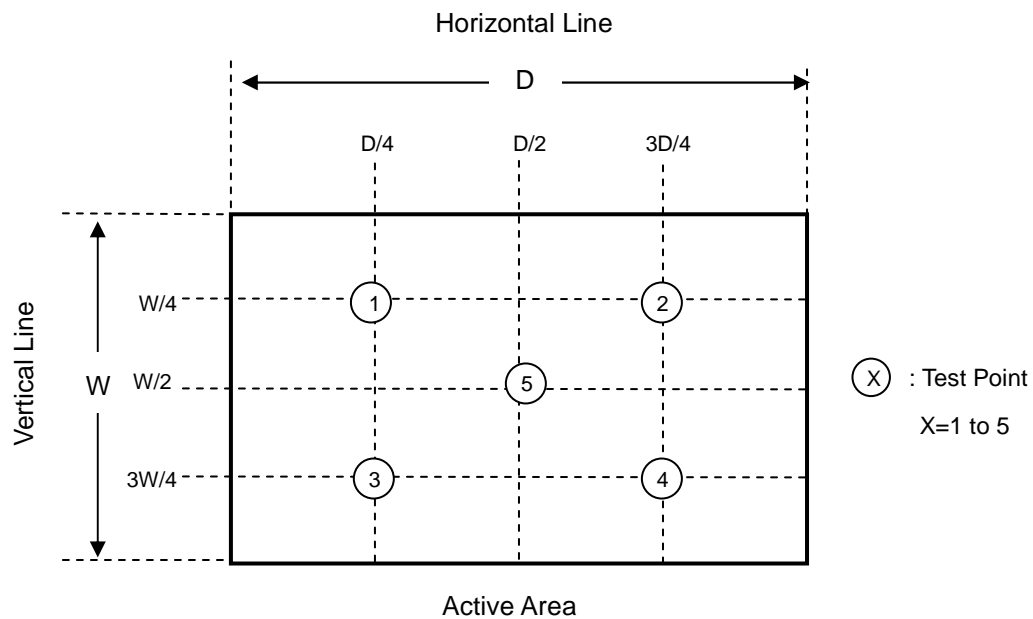 Horizontal Line
D
D/4 D/2 3D/4
W/4 1 2
Vertical Line
W
W/2 5
X : Test Point
X=1 to 5
3W/4 3 4
Active Area